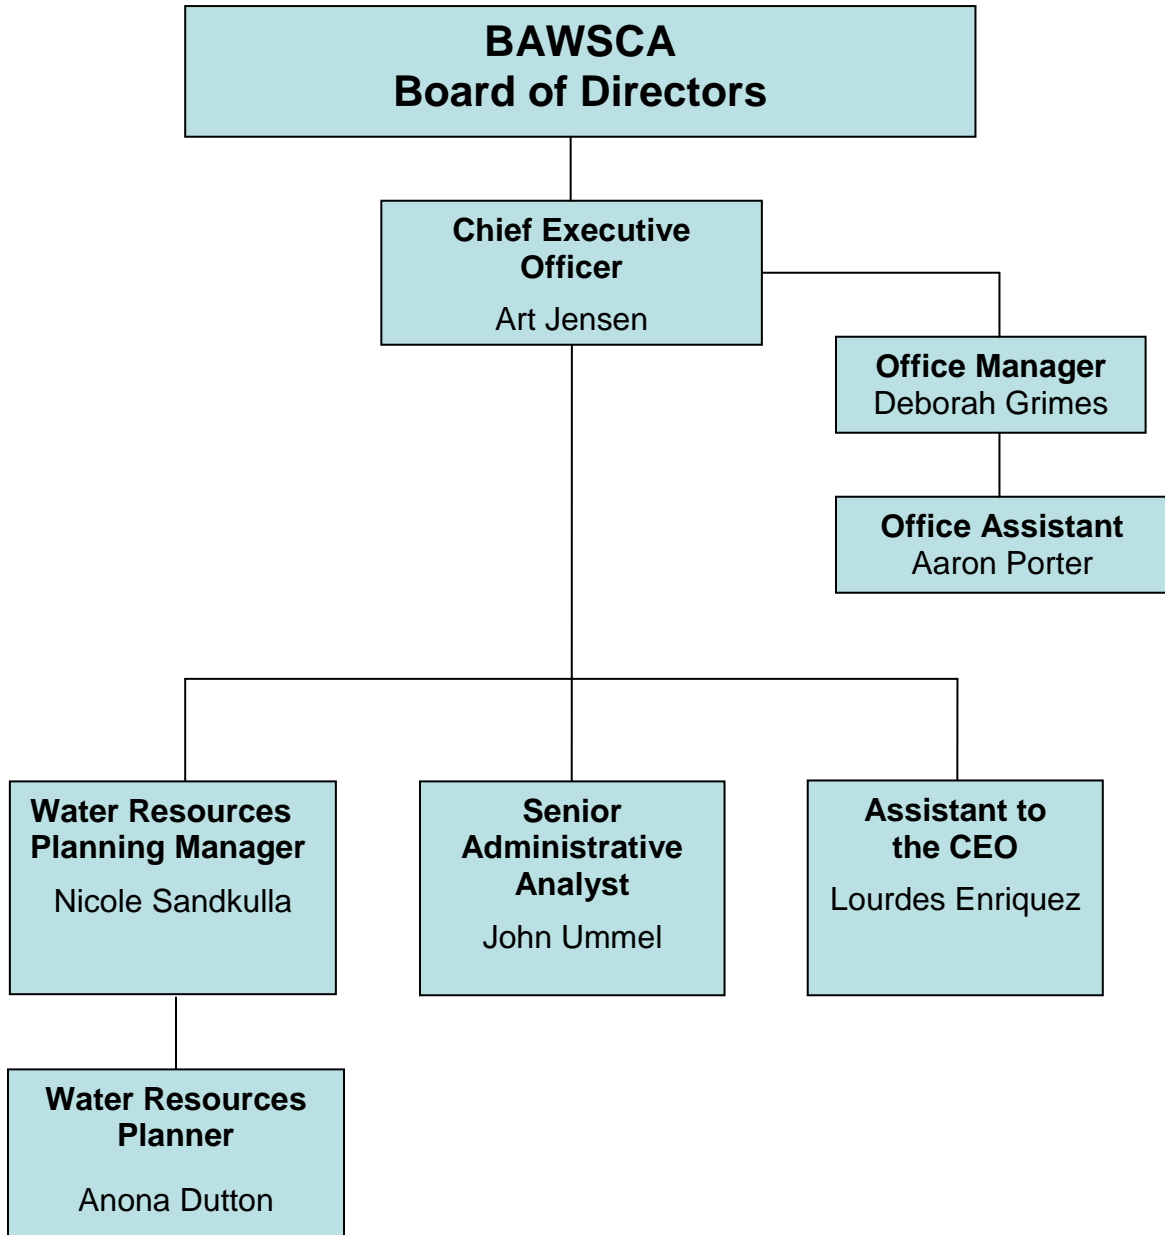 BAWSCA
Board of Directors
Chief Executive
Officer
Art Jensen
Office Manager
Deborah Grimes
Office Assistant
Aaron Porter
Water Resources
Planning Manager
Nicole Sandkulla
Senior
Administrative
Analyst
John Ummel
Assistant to
the CEO
Lourdes Enriquez
Water Resources
Planner
Anona Dutton